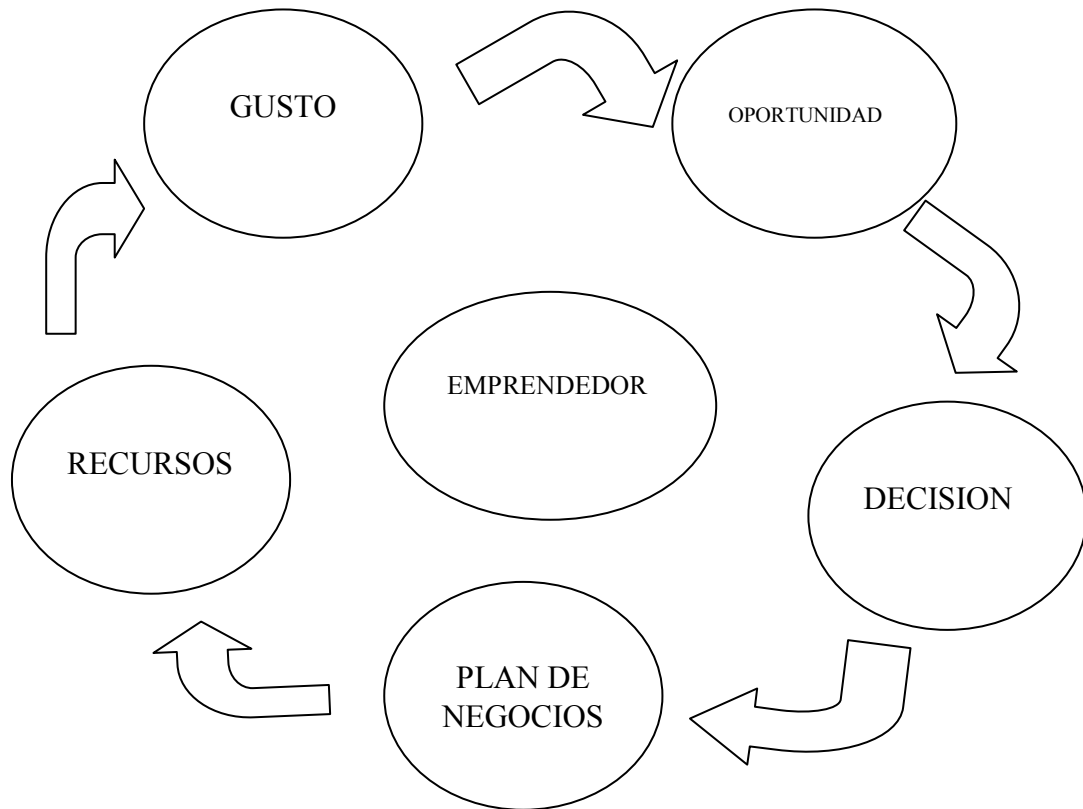 GUSTO
OPORTUNIDAD
EMPRENDEDOR
RECURSOS
DECISION
PLAN DE
NEGOCIOS